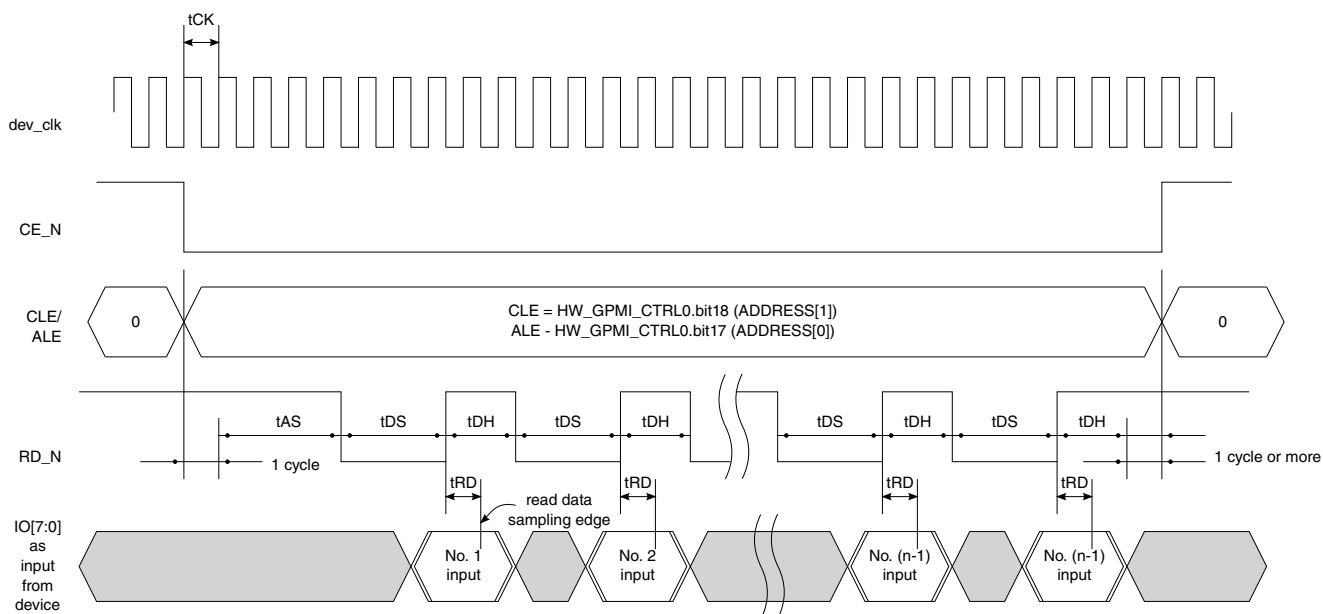 tCK
dev_clk
CE_N
CLE/
ALE
0
CLE = HW_GPMI_CTRL0.bit18 (ADDRESS[1])
ALE - HW_GPMI_CTRL0.bit17 (ADDRESS[0])
0
tAS
tDS
tDH
tDS
tDH
tDS
tDH
tDS
tDH
RD_N
1 cycle
1 cycle or more
tRD
tRD
tRD
tRD
read data
sampling edge
IO[7:0]
as
input
from
device
No. 1
input
No. 2
input
No. (n-1)
input
No. (n-1)
input